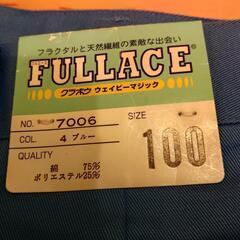 フラクタルと天然繊維の素敵な出会い
FULLACE
クラボウ ウェイビーマジック
NO. 7006
SIZE
COL. 4 ブルー
100
QUALITY
綿 75%
ポリエステル25%